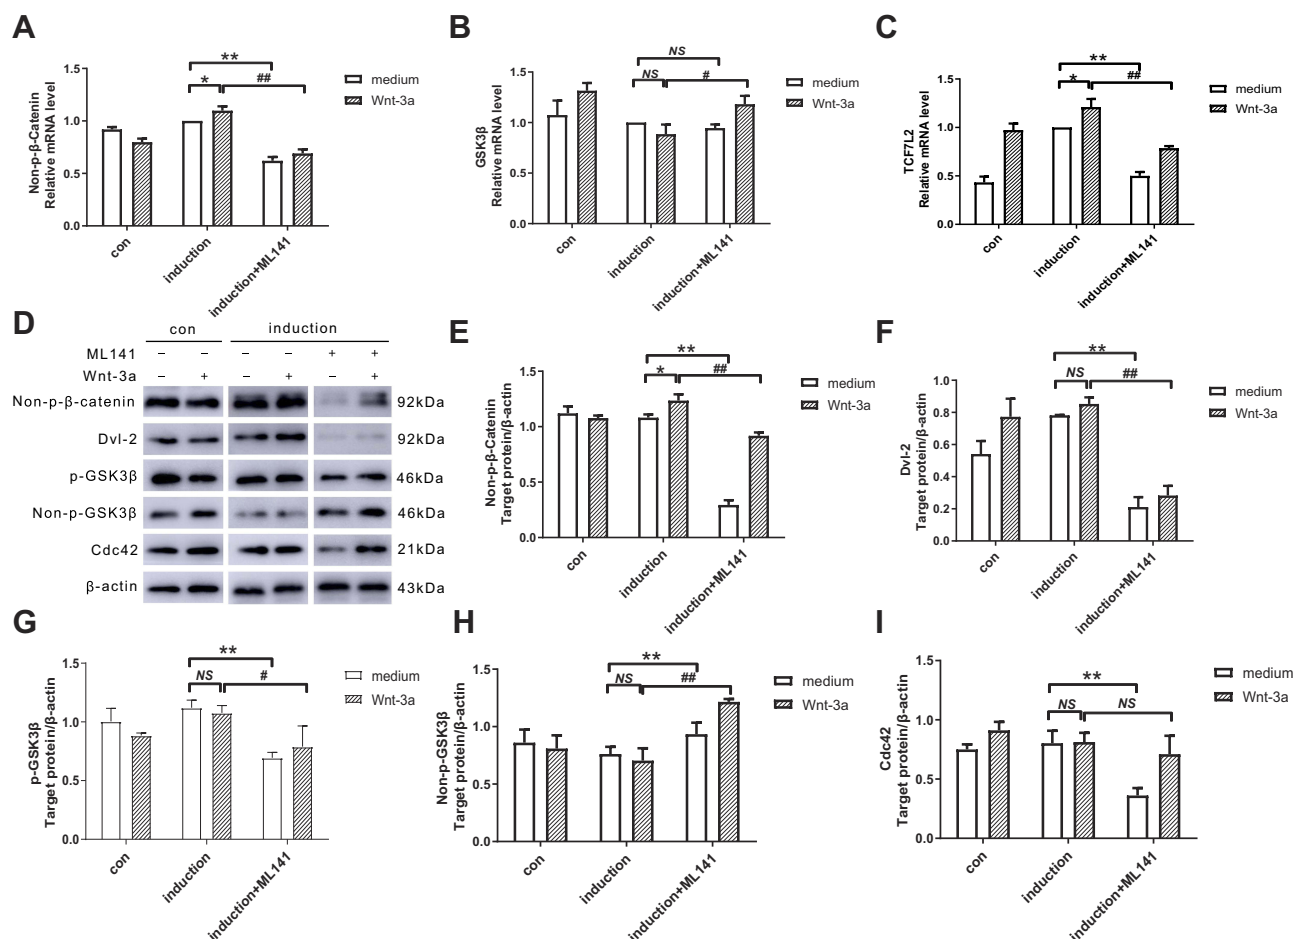 A
Non-p-β-Catenin
Relative mRNA level
1.5
1.0
0.5
0.0
**
*
##
medium
Wnt-3a
con
induction
induction+ML141
B
GSK3β
Relative mRNA level
1.5
1.0
0.5
0.0
NS
NS
#
medium
Wnt-3a
con
induction
induction+ML141
C
TCF7L2
Relative mRNA level
1.5
1.0
0.5
0.0
**
*
##
medium
Wnt-3a
con
induction
induction+ML141
D
con induction
ML141 – – – – + +
Wnt-3a – + – + – +
Non-p-β-catenin 92kDa
Dvl-2 92kDa
p-GSK3β 46kDa
Non-p-GSK3β 46kDa
Cdc42 21kDa
β-actin 43kDa
E
Non-p-β-Catenin
Target protein/β-actin
1.5
1.0
0.5
0.0
**
*
##
medium
Wnt-3a
con
induction
induction+ML141
F
Dvl-2
Target protein/β-actin
1.0
0.8
0.6
0.4
0.2
0.0
**
NS
##
medium
Wnt-3a
con
induction
induction+ML141
G
p-GSK3β
Target protein/β-actin
1.5
1.0
0.5
0.0
**
NS
#
medium
Wnt-3a
con
induction
induction+ML141
H
Non-p-GSK3β
Target protein/β-actin
1.5
1.0
0.5
0.0
**
NS
##
medium
Wnt-3a
con
induction
induction+ML141
I
Cdc42
Target protein/β-actin
1.5
1.0
0.5
0.0
**
NS
NS
medium
Wnt-3a
con
induction
induction+ML141